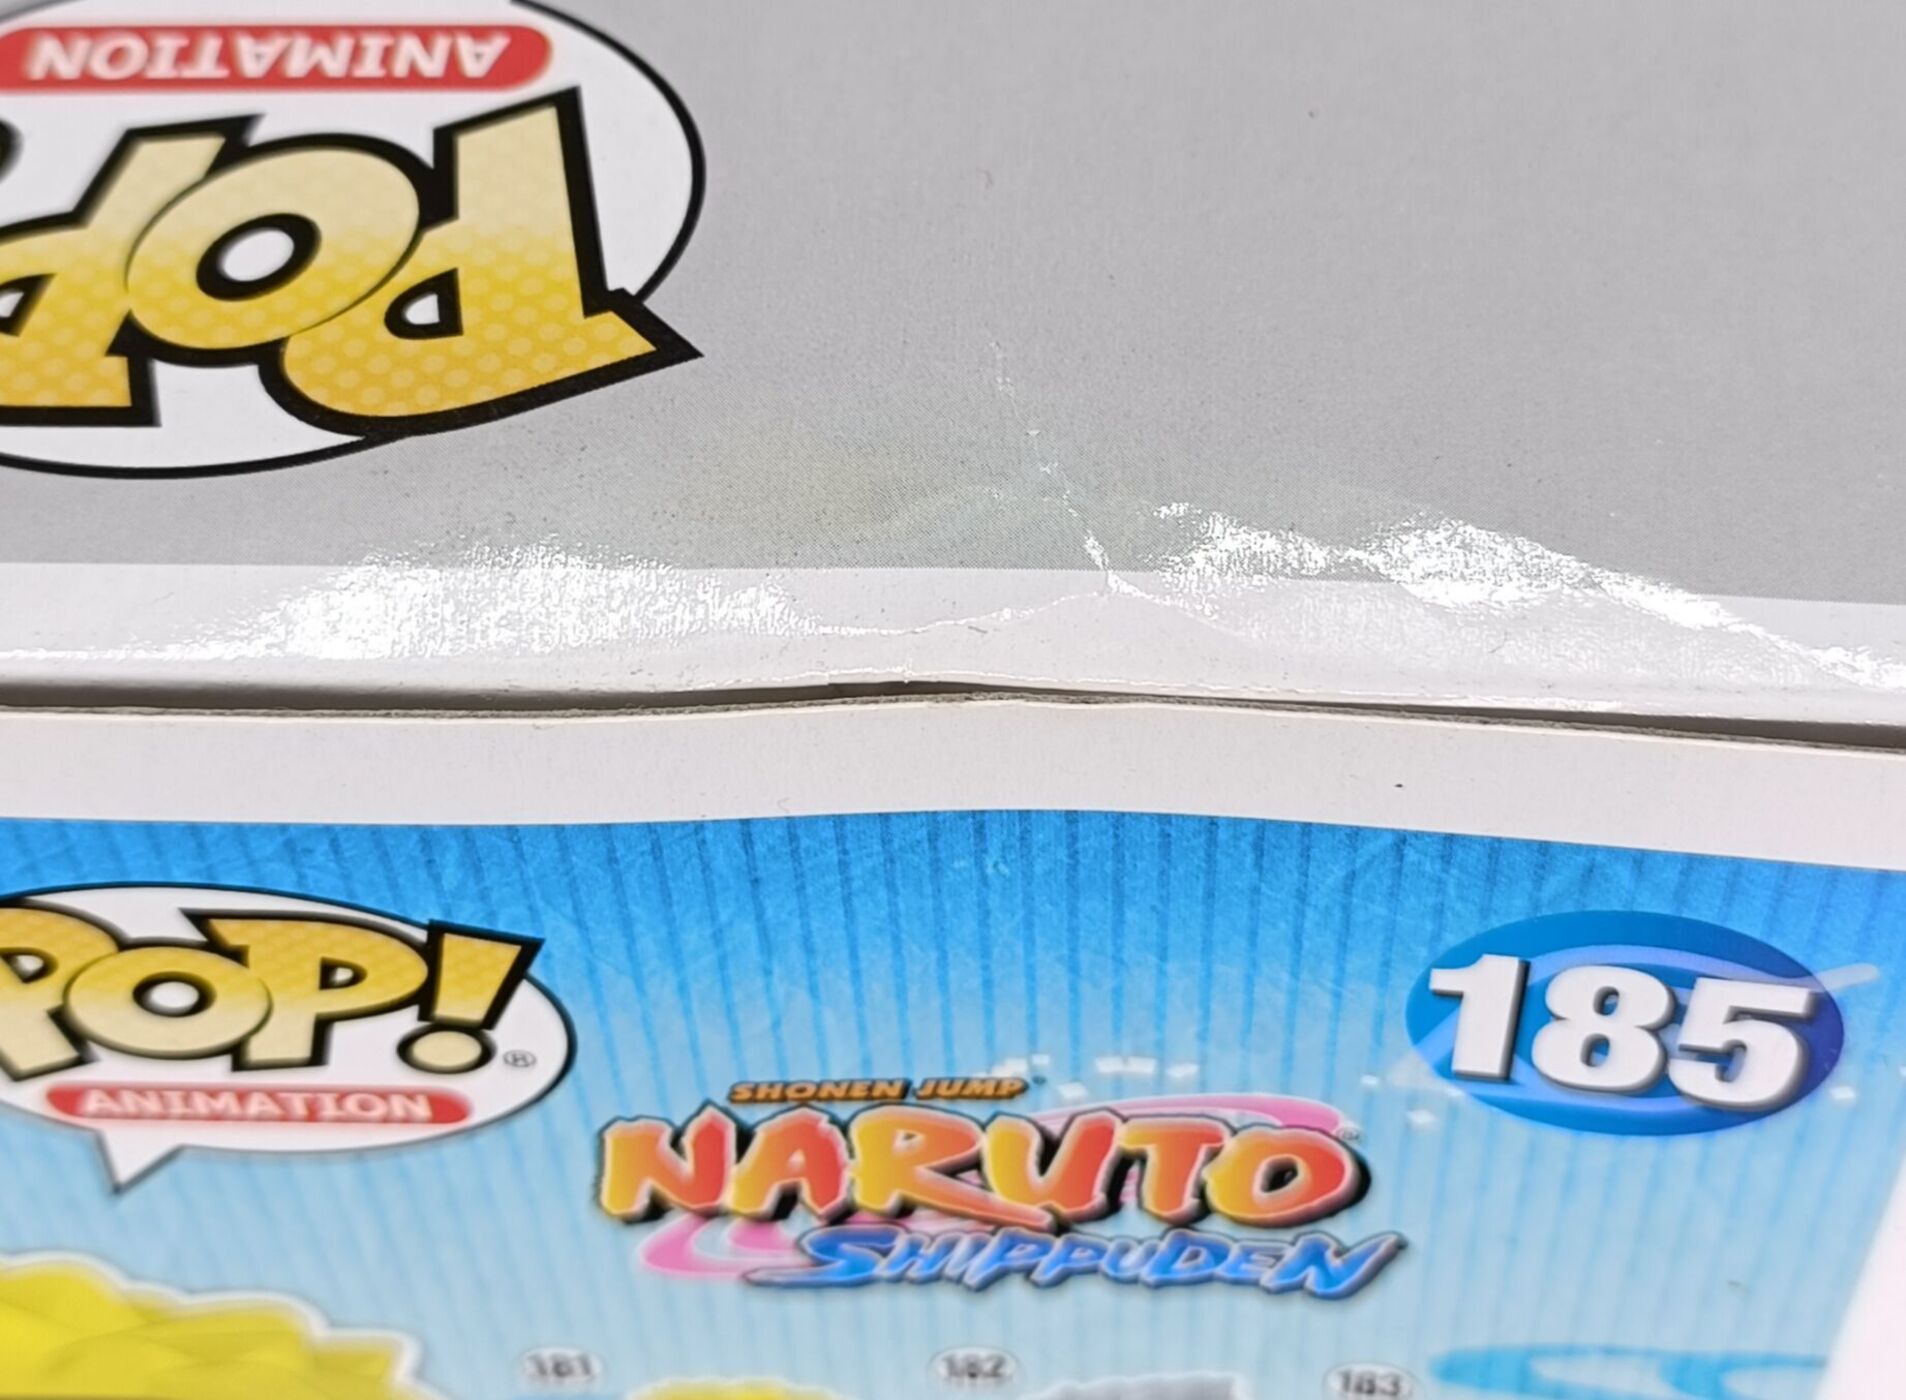 ANIMATION
POP
POP!®
ANIMATION
185
SHONEN JUMP
NARUTO
SHIPPUDEN
181
182
183